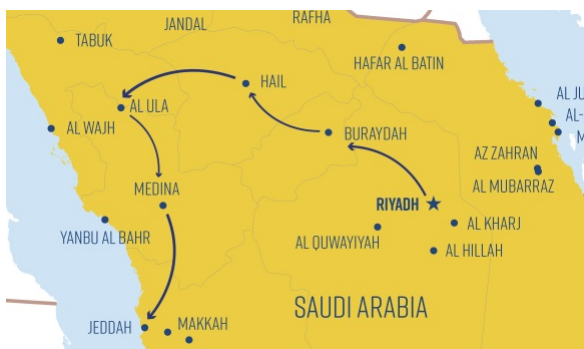 RAFHA
JANDAL
TABUK
HAFAR AL BATIN
HAIL
AL ULA
AL WAJH
BURAYDAH
AZ ZAHRAN
AL MUBARRAZ
MEDINA
RIYADH
AL KHARJ
YANBU AL BAHR
AL QUWAYIYAH
AL HILLAH
SAUDI ARABIA
JEDDAH
MAKKAH